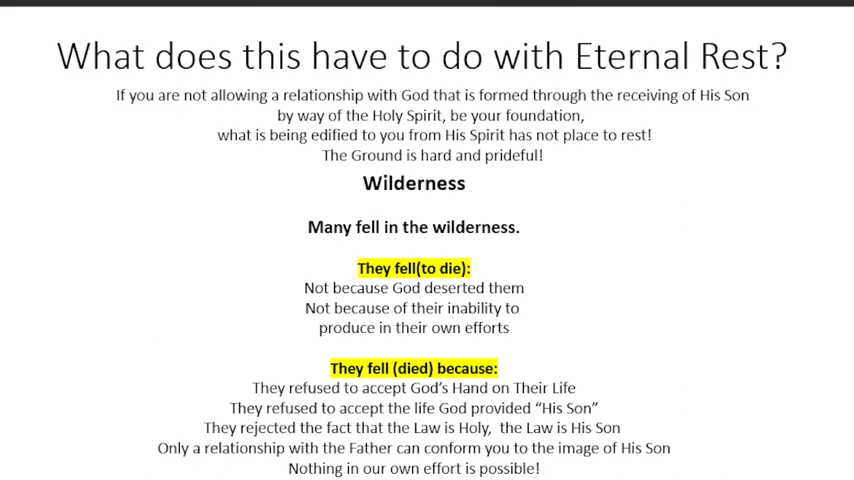 What does this have to do with Eternal Rest?
If you are not allowing a relationship with God that is formed through the receiving of His Son
by way of the Holy Spirit, be your foundation,
what is being edified to you from His Spirit has not place to rest!
The Ground is hard and prideful!
Wilderness
Many fell in the wilderness.
They fell(to die):
Not because God deserted them
Not because of their inability to
produce in their own efforts
They fell (died) because:
They refused to accept God’s Hand on Their Life
They refused to accept the life God provided “His Son”
They rejected the fact that the Law is Holy, the Law is His Son
Only a relationship with the Father can conform you to the image of His Son
Nothing in our own effort is possible!